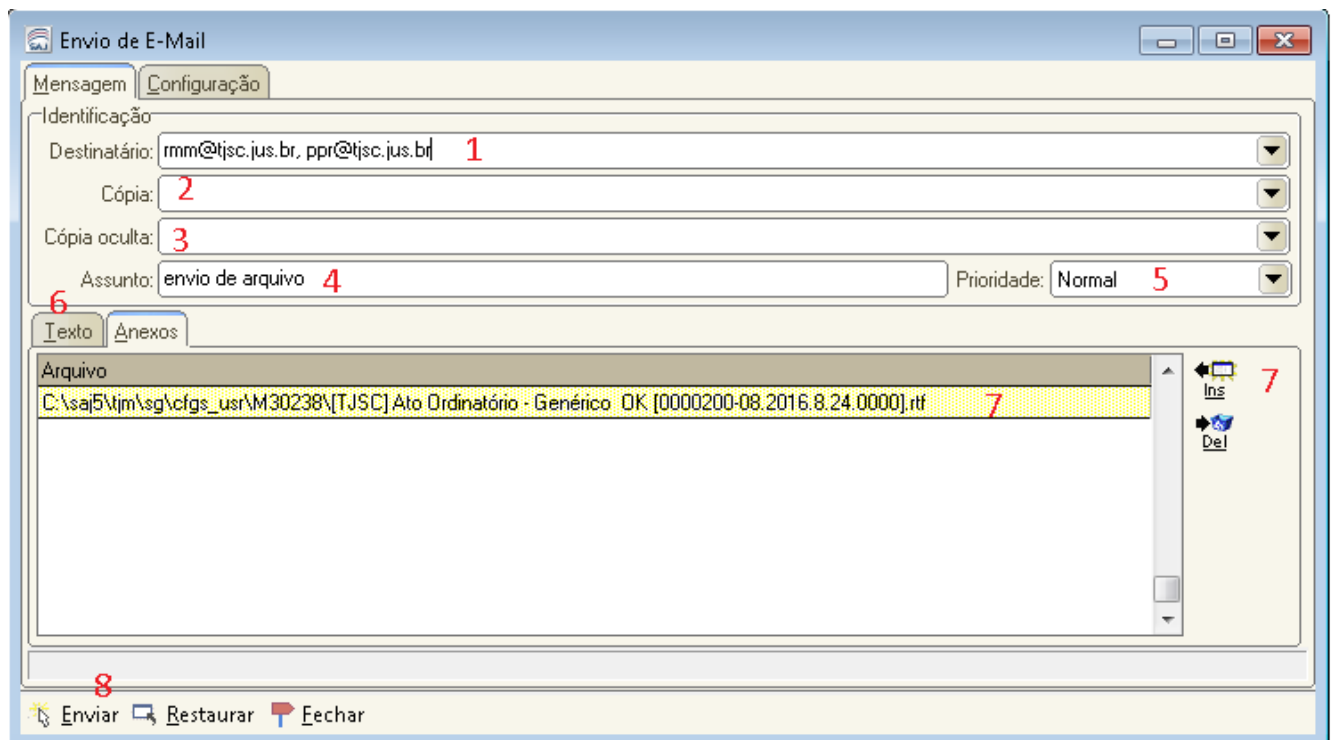 Envio de E-Mail
Mensagem Configuração
Identificação
Destinatário: rmm@tjsc.jus.br, ppr@tjsc.jus.br 1
Cópia: 2
Cópia oculta: 3
Assunto: envio de arquivo 4 Prioridade: Normal 5
6
Texto Anexos
Arquivo
C:\saj5\tjm\sg\cfgs_usr\M30238\[TJSC] Ato Ordinatório - Genérico OK [0000200-08.2016.8.24.0000].rtf 7
Ins 7
Del
8
Enviar Restaurar Fechar